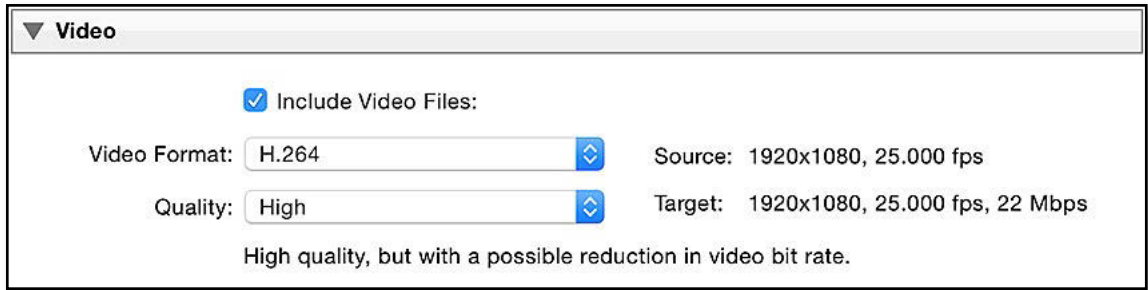 Video
Include Video Files:
Video Format: H.264 Source: 1920x1080, 25.000 fps
Quality: High Target: 1920x1080, 25.000 fps, 22 Mbps
High quality, but with a possible reduction in video bit rate.